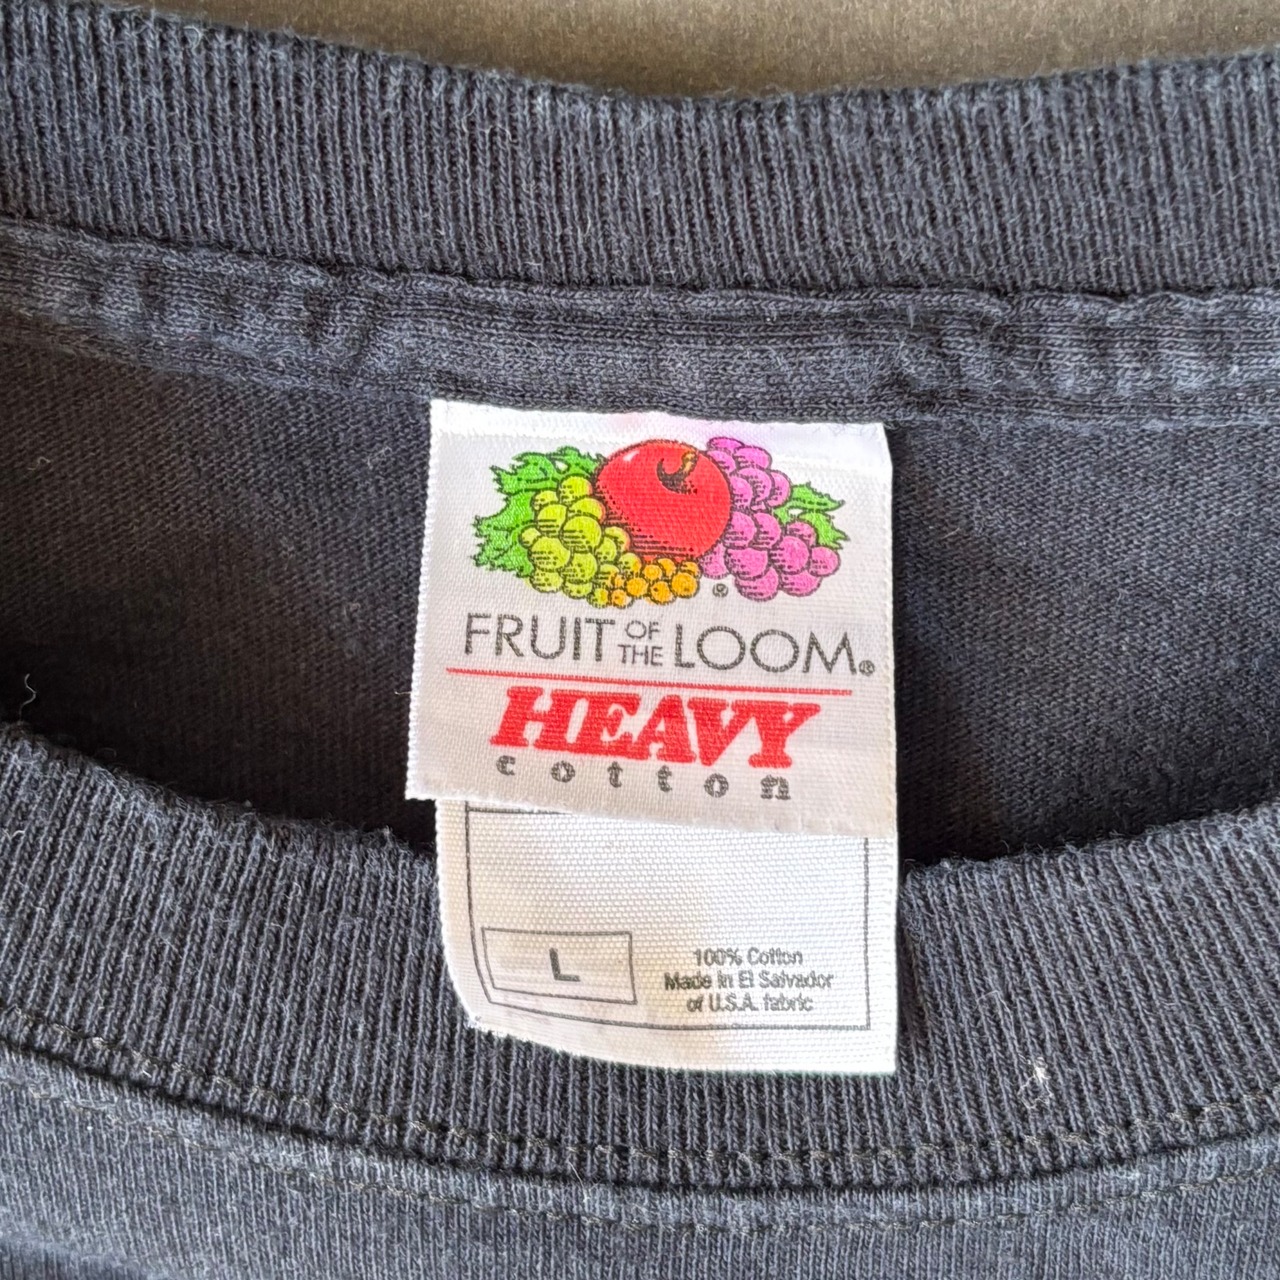 FRUIT OF THE LOOM®
HEAVY
cotton
L
100% Cotton
Made in El Salvador
of U.S.A. fabric